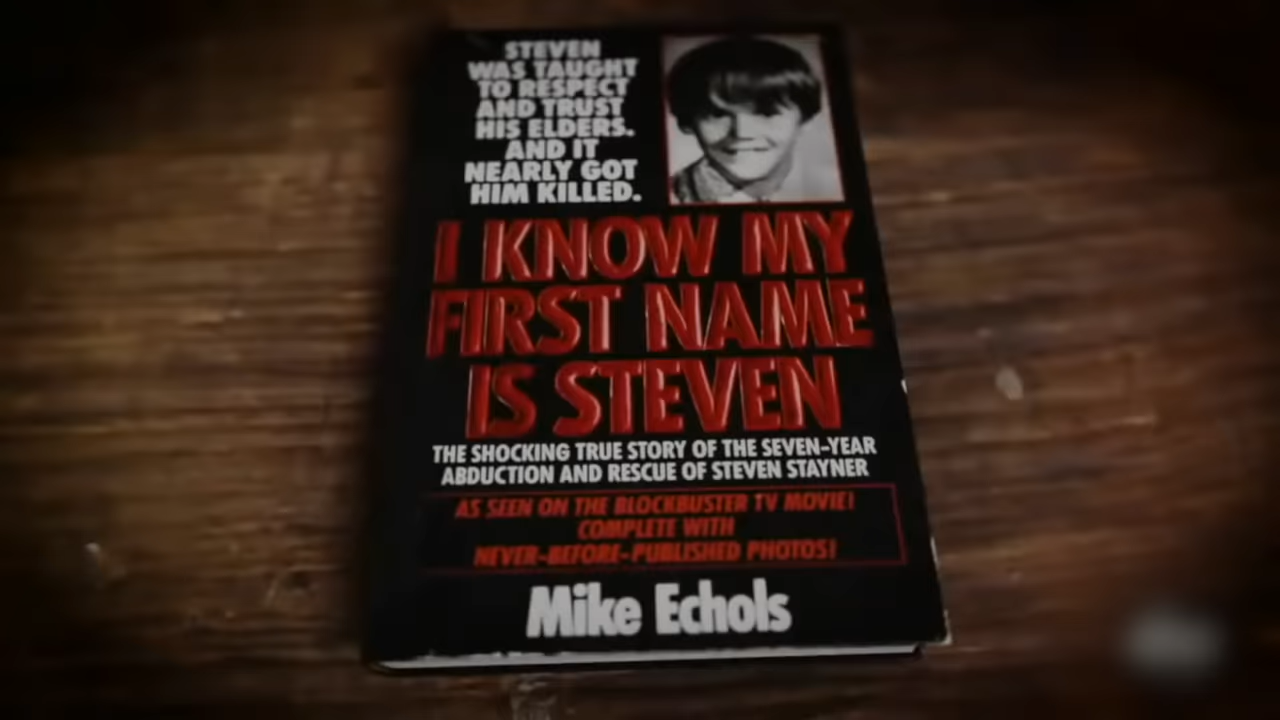 STEVEN
WAS TAUGHT
TO RESPECT
AND TRUST
HIS ELDERS.
AND IT
NEARLY GOT
HIM KILLED.
I KNOW MY
FIRST NAME
IS STEVEN
THE SHOCKING TRUE STORY OF THE SEVEN-YEAR
ABDUCTION AND RESCUE OF STEVEN STAYNER
AS SEEN ON THE BLOCKBUSTER TV MOVIE!
COMPLETE WITH
NEVER-BEFORE-PUBLISHED PHOTOS!
Mike Echols